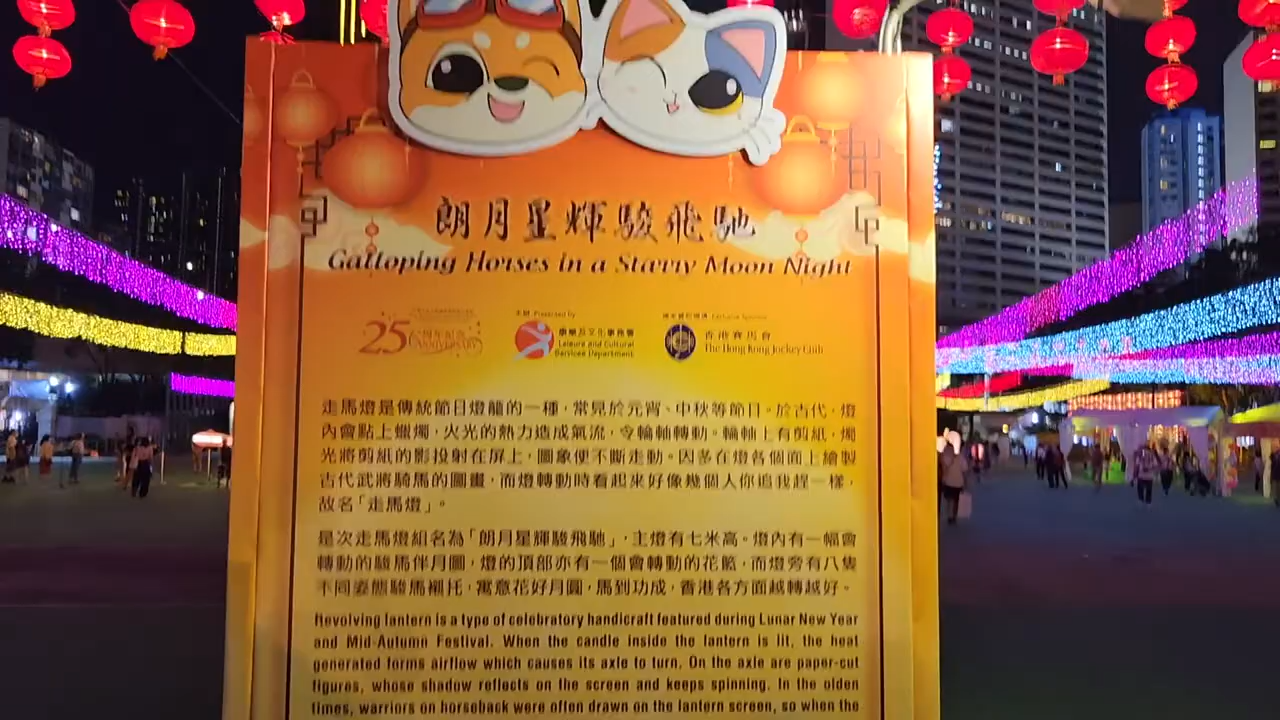 朗月星輝駿飛馳
Galloping Horses in a Starry Moon Night
25周年紀念
ANNIVERSARY
主辦 Presented by
康樂及文化事務署
Leisure and Cultural
Services Department
Exclusive Sponsor
香港賽馬會
The Hong Kong Jockey Club
走馬燈是傳統節日燈籠的一種，常見於元宵、中秋等節日。於古代，燈
內會點上蠟燭，火光的熱力造成氣流，令輪軸轉動。輪軸上有剪紙，燭
光將剪紙的影投射在屏上，圖象便不斷走動。因多在燈各個面上繪製
古代武將騎馬的圖畫，而燈轉動時看起來好像幾個人你追我趕一樣，
故名「走馬燈」。
是次走馬燈組名為「朗月星輝駿飛馳」，主燈有七米高。燈內有一幅會
轉動的駿馬伴月圖，燈的頂部亦有一個會轉動的花籃，而燈旁有八隻
不同姿態駿馬襯托，寓意花好月圓，馬到功成，香港各方面越轉越好。
Revolving lantern is a type of celebratory handicraft featured during Lunar New Year
and Mid-Autumn Festival. When the candle inside the lantern is lit, the heat
generated forms airflow which causes its axle to turn. On the axle are paper-cut
figures, whose shadow reflects on the screen and keeps spinning. In the olden
times, warriors on horseback were often drawn on the lantern screen, so when the